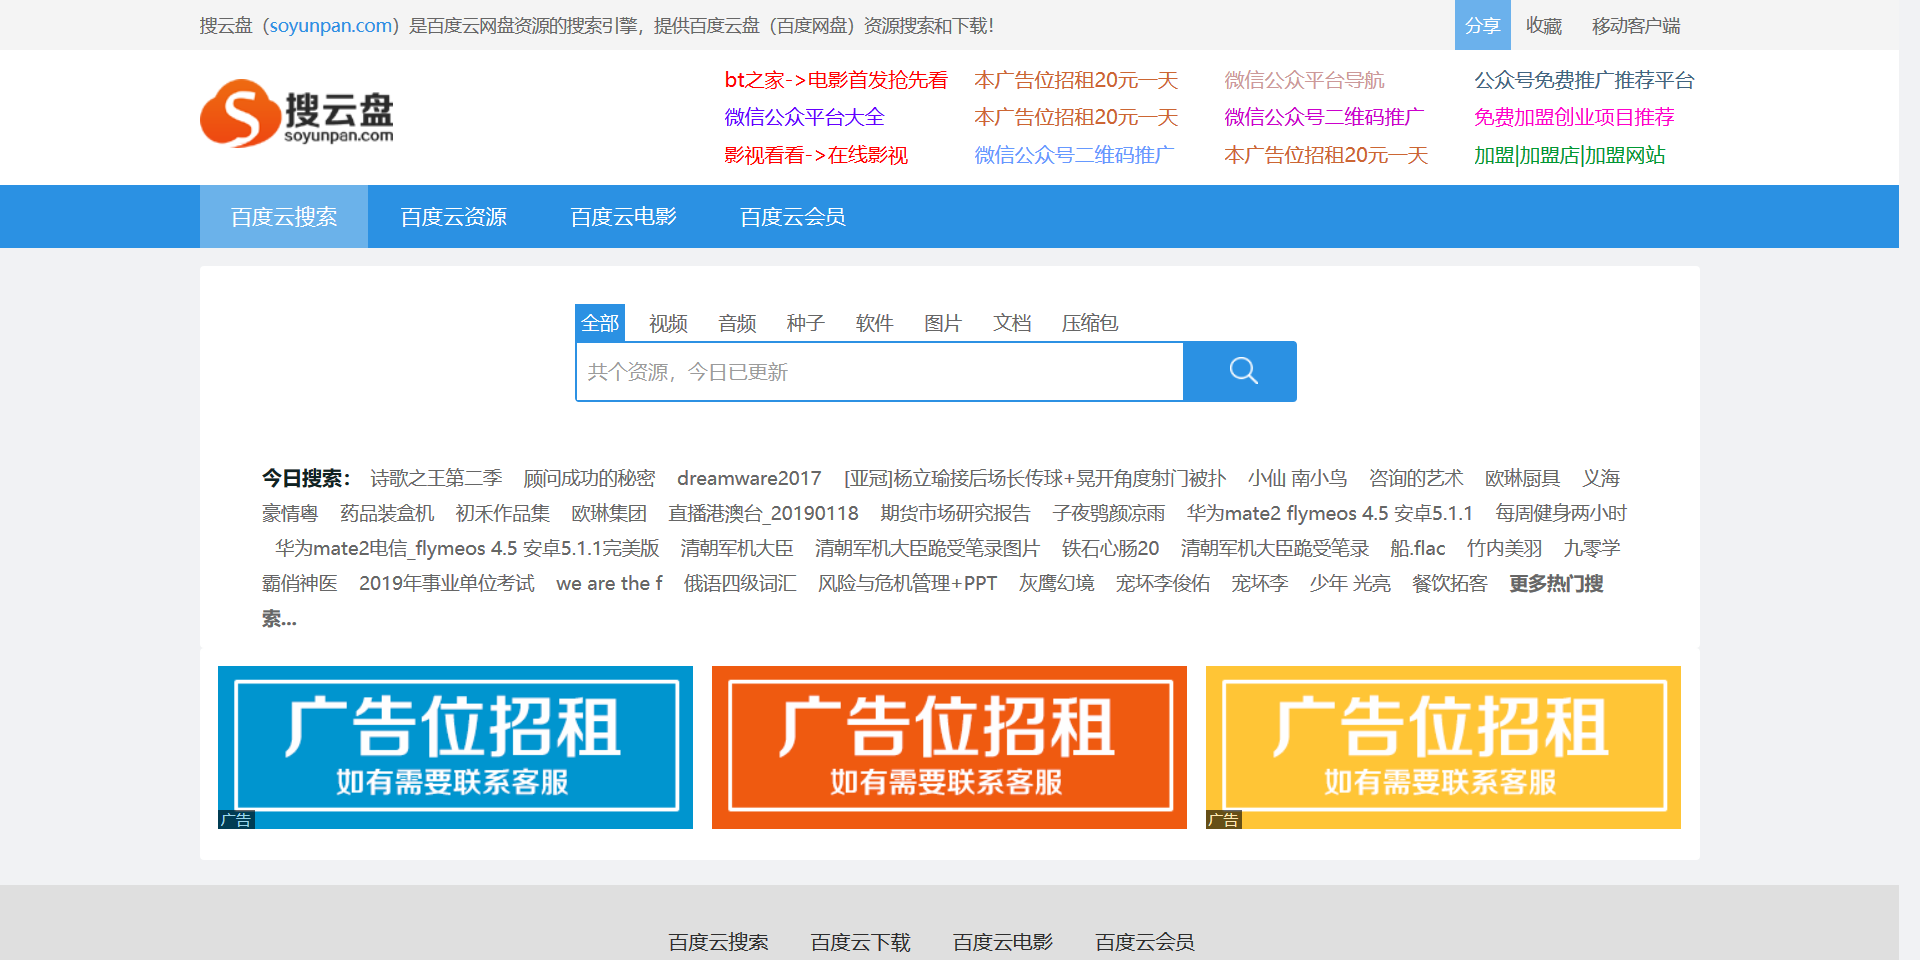 搜云盘（soyunpan.com）是百度云网盘资源的搜索引擎，提供百度云盘（百度网盘）资源搜索和下载！
分享 收藏 移动客户端
搜云盘
soyunpan.com
bt之家->电影首发抢先看 本广告位招租20元一天 微信公众平台导航 公众号免费推广推荐平台
微信公众平台大全 本广告位招租20元一天 微信公众号二维码推广 免费加盟创业项目推荐
影视看看->在线影视 微信公众号二维码推广 本广告位招租20元一天 加盟|加盟店|加盟网站
百度云搜索 百度云资源 百度云电影 百度云会员
全部 视频 音频 种子 软件 图片 文档 压缩包
共个资源，今日已更新
今日搜索： 诗歌之王第二季 顾问成功的秘密 dreamware2017 [亚冠]杨立瑜接后场长传球+晃开角度射门被扑 小仙 南小鸟 咨询的艺术 欧琳厨具 义海
豪情粤 药品装盒机 初禾作品集 欧琳集团 直播港澳台_20190118 期货市场研究报告 子夜鸮颜凉雨 华为mate2 flymeos 4.5 安卓5.1.1 每周健身两小时
华为mate2电信_flymeos 4.5 安卓5.1.1完美版 清朝军机大臣 清朝军机大臣跪受笔录图片 铁石心肠20 清朝军机大臣跪受笔录 船.flac 竹内美羽 九零学
霸俏神医 2019年事业单位考试 we are the f 俄语四级词汇 风险与危机管理+PPT 灰鹰幻境 宠坏李俊佑 宠坏李 少年 光亮 餐饮拓客 更多热门搜
索...
广告位招租
如有需要联系客服
广告
广告位招租
如有需要联系客服
广告位招租
如有需要联系客服
广告
百度云搜索 百度云下载 百度云电影 百度云会员